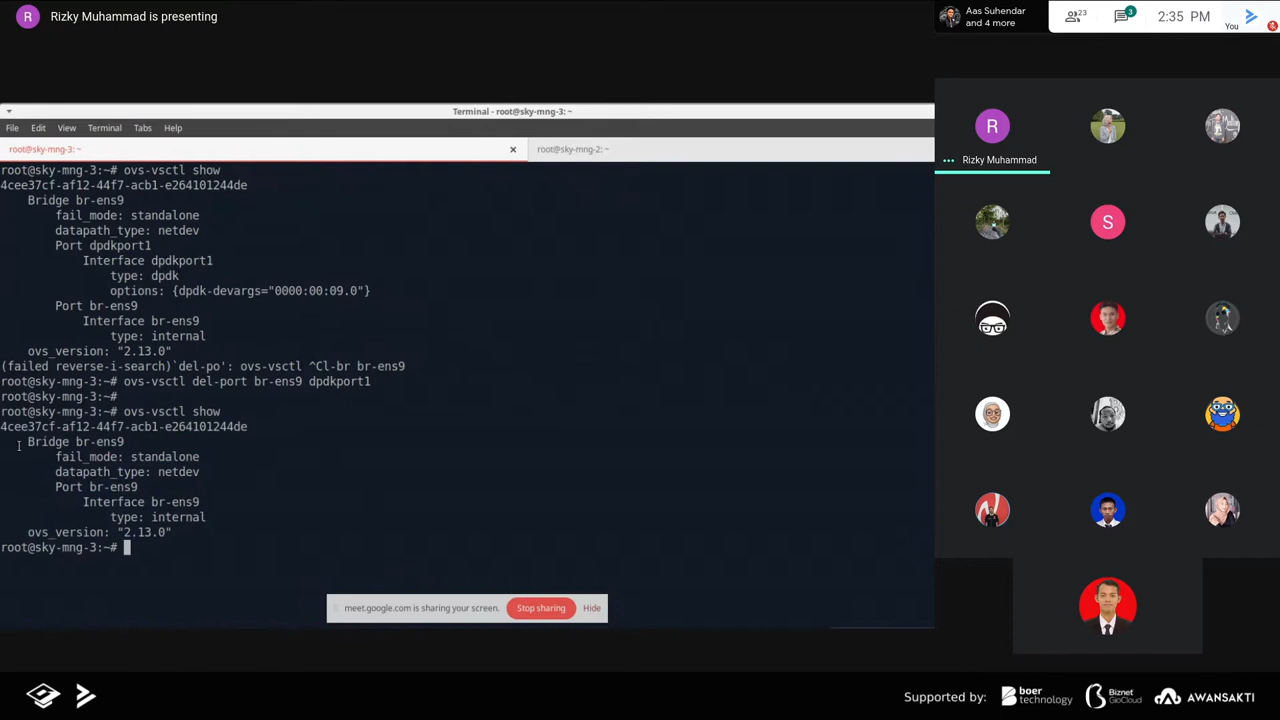 R Rizky Muhammad is presenting
Aas Suhendar
and 4 more
23
3
2:35 PM
You
Terminal - root@sky-mng-3: ~
File Edit View Terminal Tabs Help
root@sky-mng-3: ~
root@sky-mng-2: ~
root@sky-mng-3:~# ovs-vsctl show
4cee37cf-af12-44f7-acb1-e264101244de
    Bridge br-ens9
        fail_mode: standalone
        datapath_type: netdev
        Port dpdkport1
            Interface dpdkport1
                type: dpdk
                options: {dpdk-devargs="0000:00:09.0"}
        Port br-ens9
            Interface br-ens9
                type: internal
    ovs_version: "2.13.0"
(failed reverse-i-search)`del-po': ovs-vsctl ^Cl-br br-ens9
root@sky-mng-3:~# ovs-vsctl del-port br-ens9 dpdkport1
root@sky-mng-3:~#
root@sky-mng-3:~# ovs-vsctl show
4cee37cf-af12-44f7-acb1-e264101244de
    Bridge br-ens9
        fail_mode: standalone
        datapath_type: netdev
        Port br-ens9
            Interface br-ens9
                type: internal
    ovs_version: "2.13.0"
root@sky-mng-3:~#
meet.google.com is sharing your screen.
Stop sharing
Hide
R
Rizky Muhammad
S
Supported by:
boer technology
Biznet GioCloud
AWANSAKTI